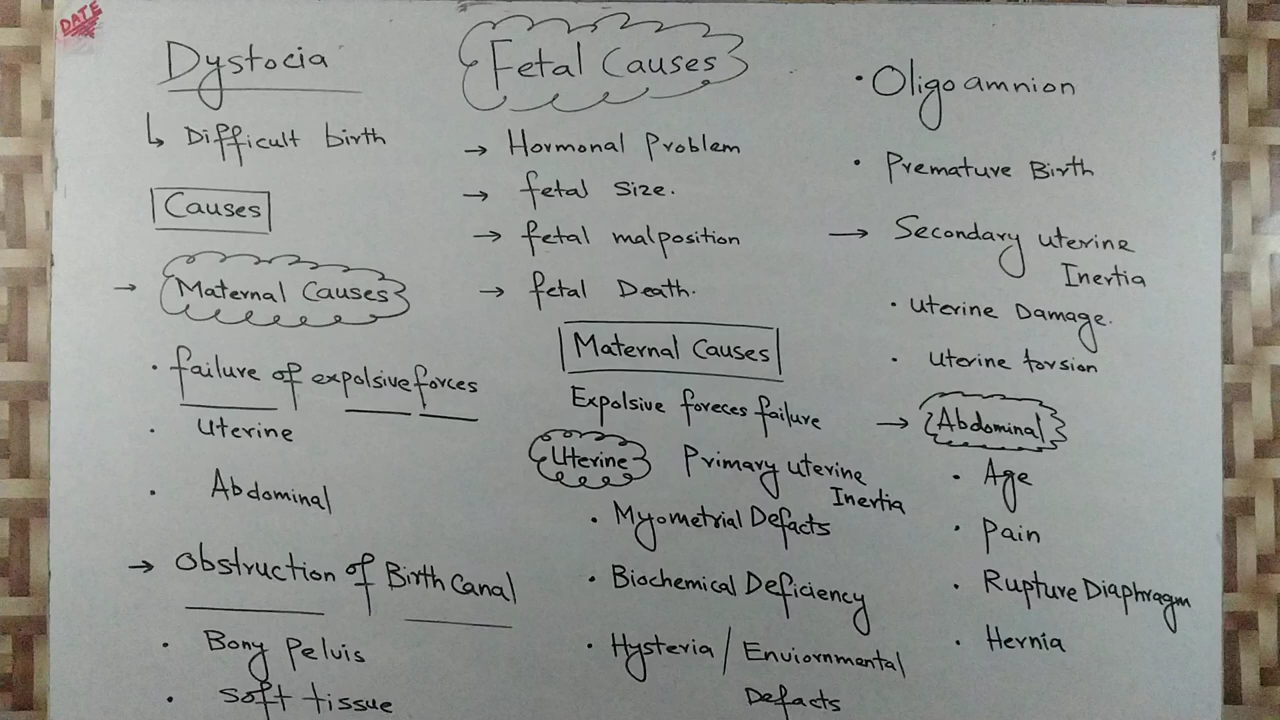 DATE
Dystocia
↳ Difficult birth
Causes
→ Maternal Causes
• failure of expolsive forces
• Uterine
• Abdominal
→ Obstruction of Birth Canal
• Bony Pelvis
• Soft tissue
Fetal Causes
→ Hormonal Problem
→ fetal Size.
→ fetal malposition
→ fetal Death.
Maternal Causes
Expolsive foreces failure
Uterine Primary uterine
Inertia
• Myometrial Defects
• Biochemical Deficiency
• Hysteria / Enviornmental
Defects
• Oligoamnion
• Premature Birth
→ Secondary uterine
Inertia
• Uterine Damage.
• Uterine torsion
→ Abdominal
• Age
• Pain
• Rupture Diaphragm
• Hernia